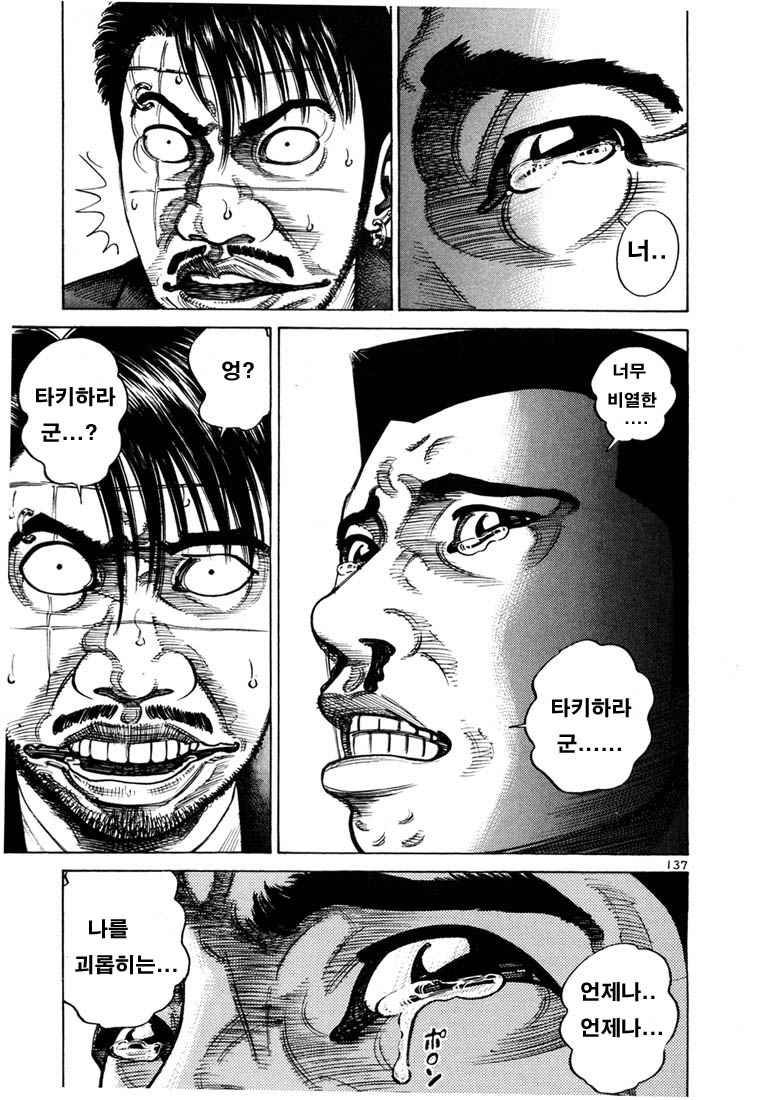 너..
너무
비열한
....
타키하라
군......
엉?
타키하라
군...?
137
언제나..
언제나...
ポロン
나를
괴롭히는...